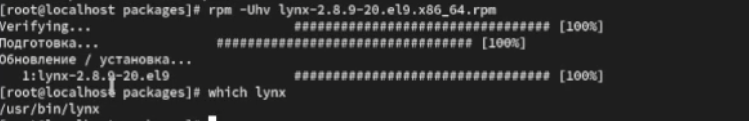 [root@localhost packages]# rpm -Uhv lynx-2.8.9-20.el9.x86_64.rpm
Verifying... ################################# [100%]
Подготовка... ################################# [100%]
Обновление / установка...
1:lynx-2.8.9-20.el9 ################################# [100%]
[root@localhost packages]# which lynx
/usr/bin/lynx